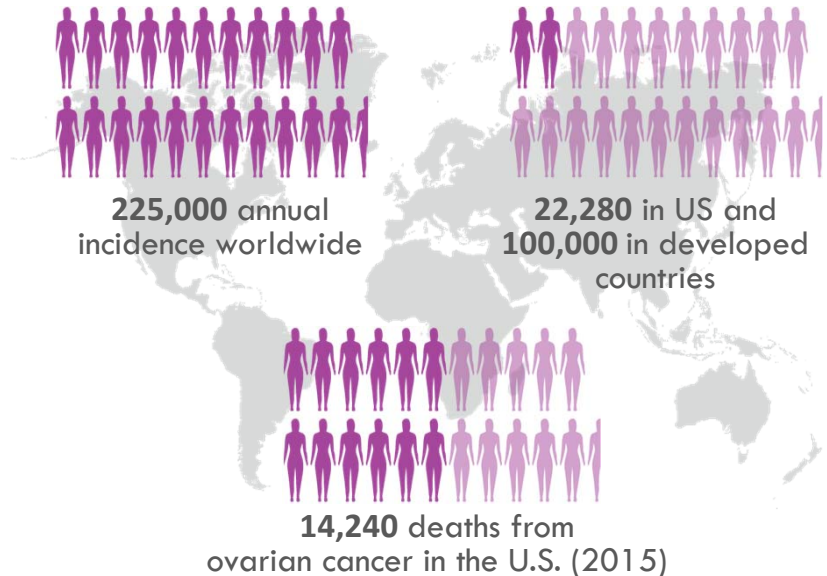 225,000 annual
incidence worldwide
22,280 in US and
100,000 in developed
countries
14,240 deaths from
ovarian cancer in the U.S. (2015)